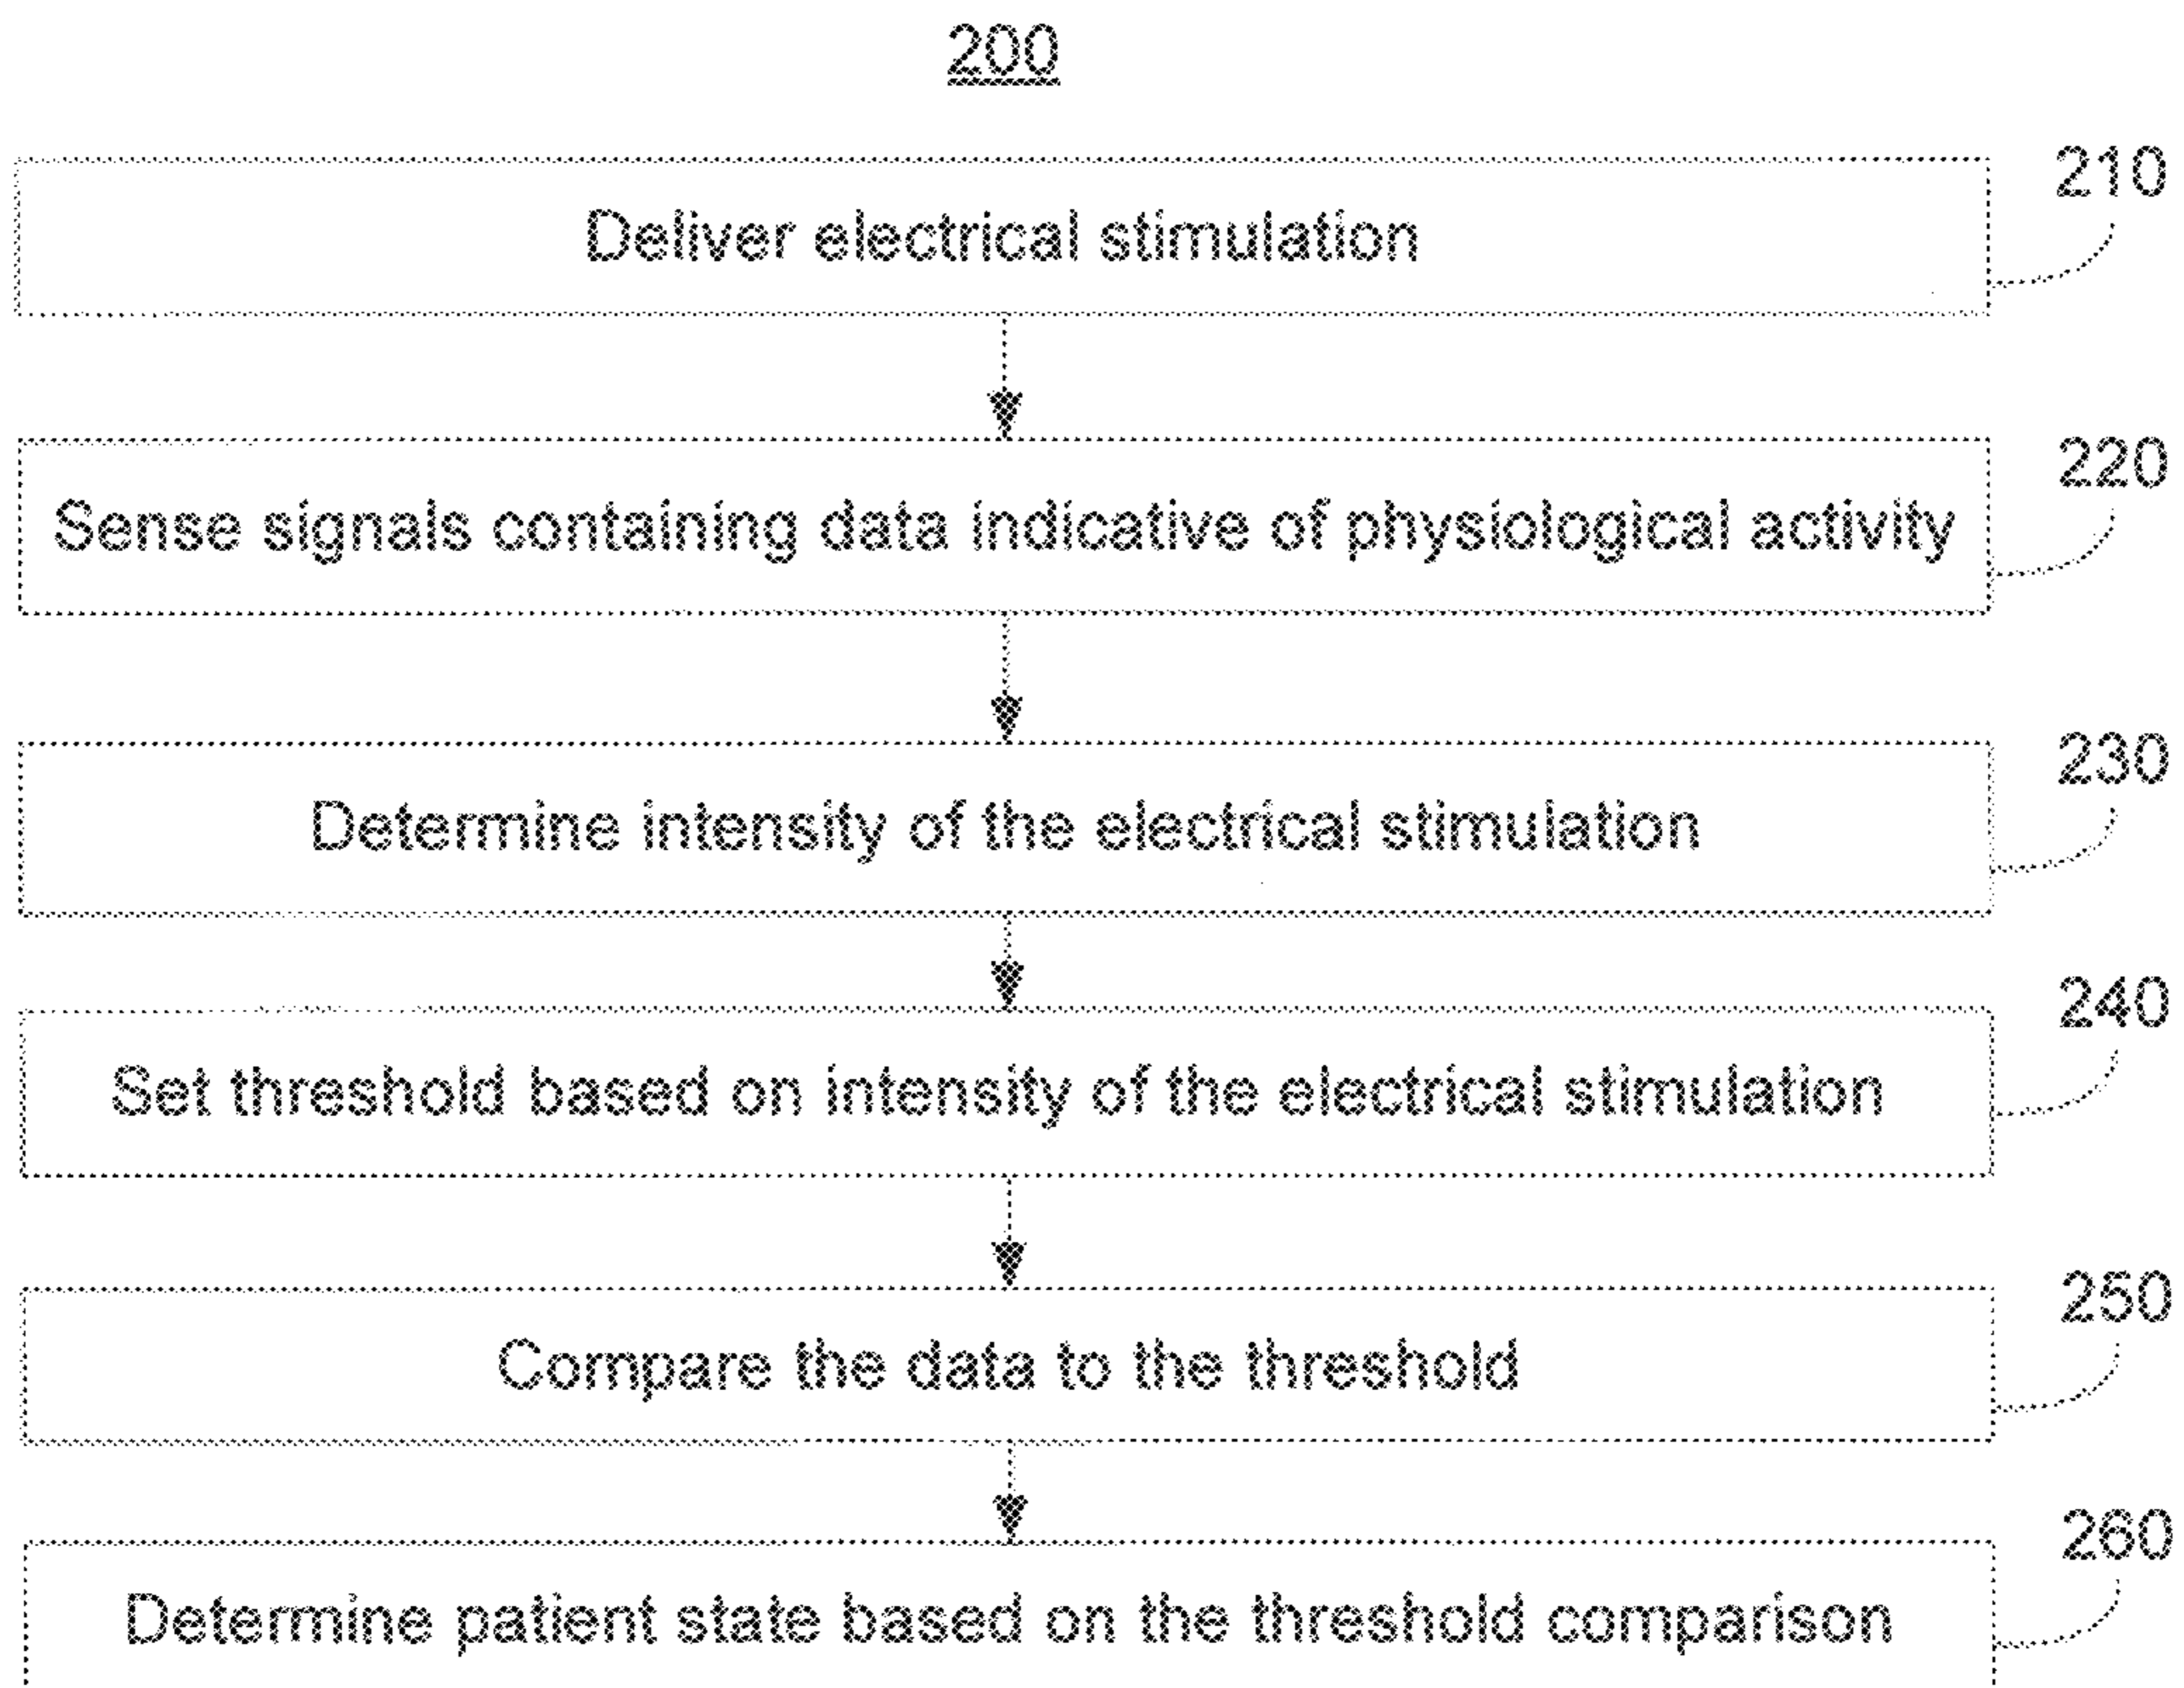 200
210
Deliver electrical stimulation
220
Sense signals containing data indicative of physiological activity
230
Determine intensity of the electrical stimulation
240
Set threshold based on intensity of the electrical stimulation
250
Compare the data to the threshold
260
Determine patient state based on the threshold comparison